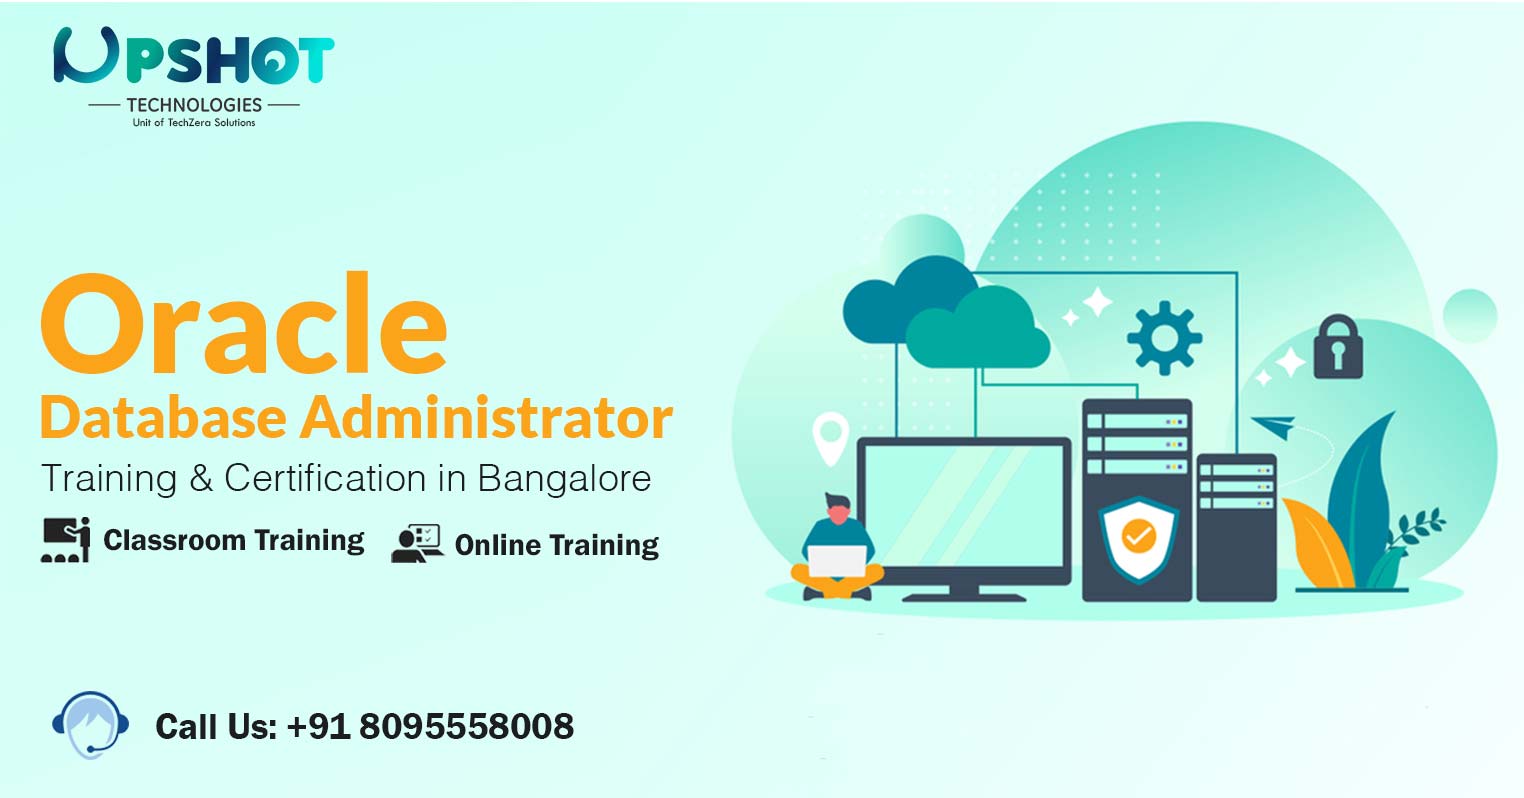 UPSHOT
TECHNOLOGIES
Unit of TechZera Solutions
Oracle
Database Administrator
Training & Certification in Bangalore
Classroom Training
Online Training
Call Us: +91 8095558008